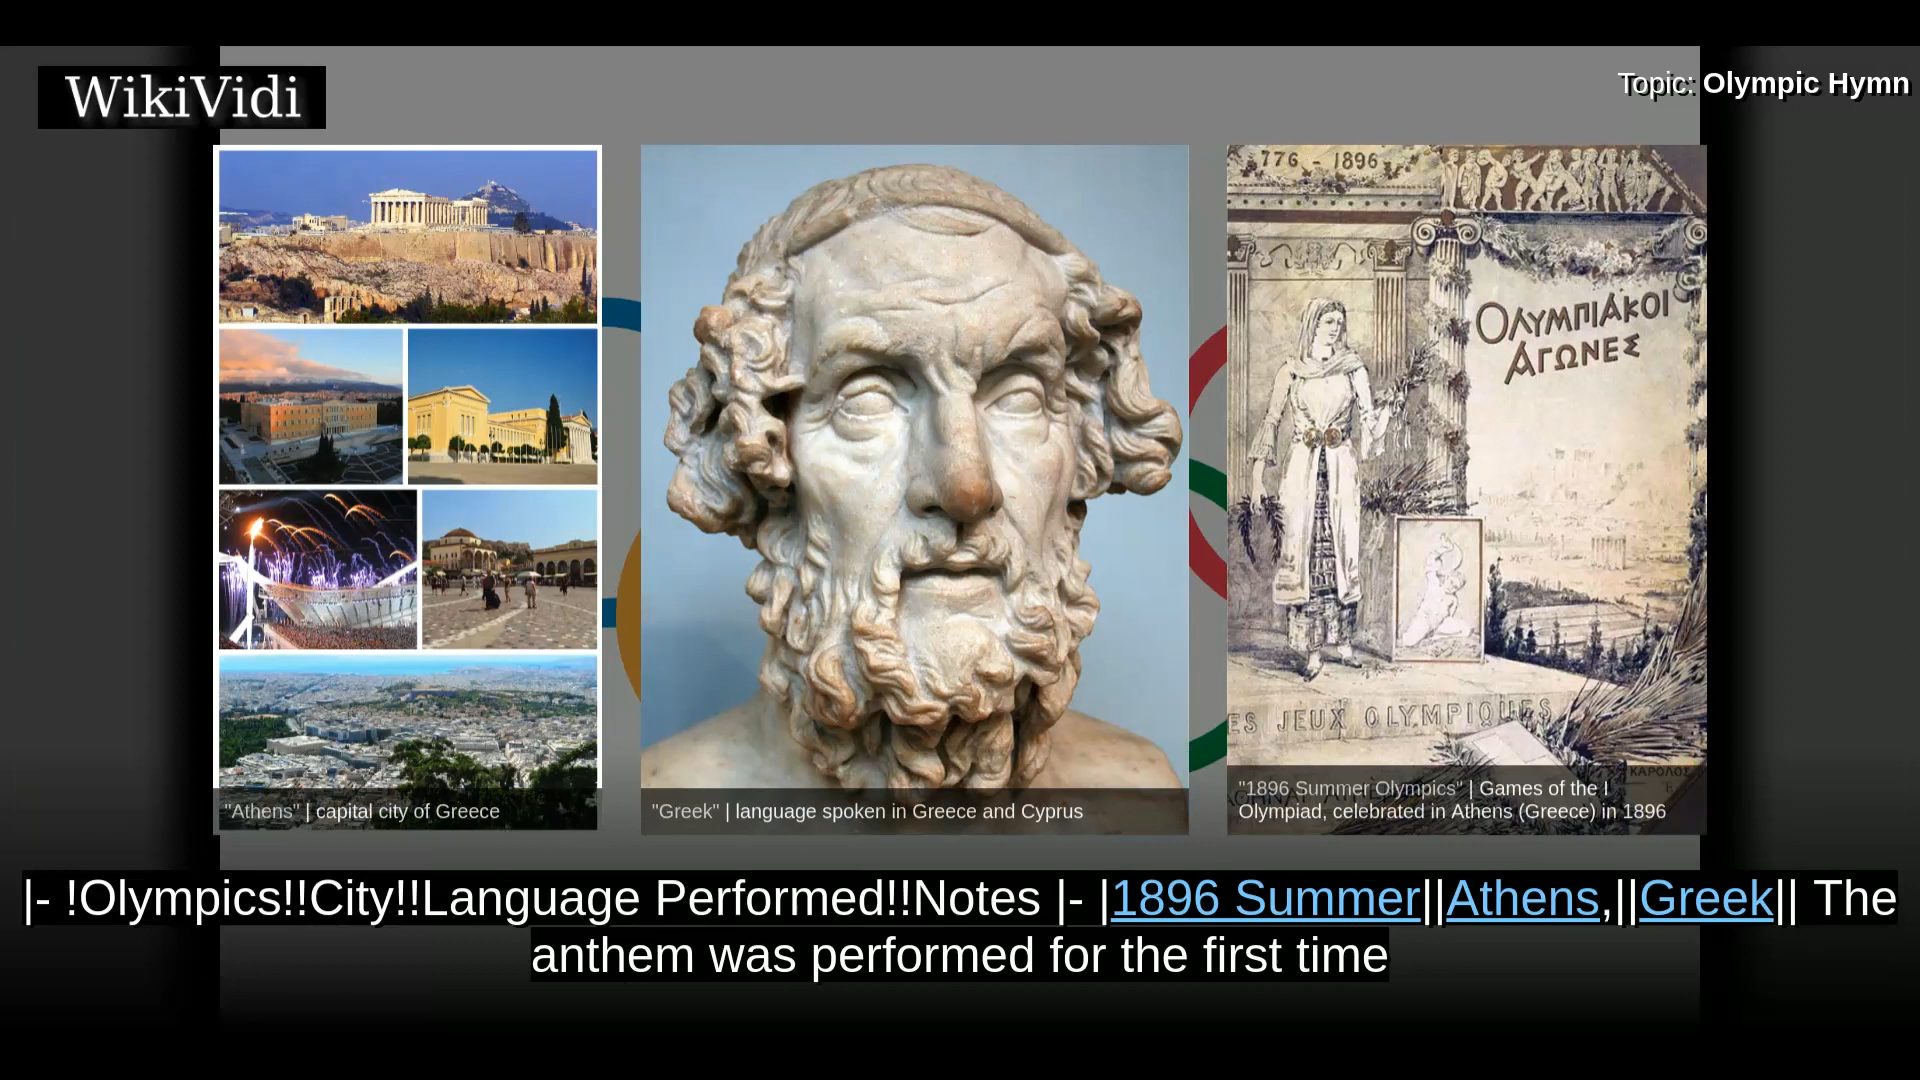 WikiVidi
Topic: Olympic Hymn
776 - 1896
ΟΛΥΜΠΙΑΚΟΙ
ΑΓΩΝΕΣ
ES JEUX OLYMPIQUES
ΚΑΡΟΛΟΣ
"Athens" | capital city of Greece
"Greek" | language spoken in Greece and Cyprus
"1896 Summer Olympics" | Games of the I
Olympiad, celebrated in Athens (Greece) in 1896
|- !Olympics!!City!!Language Performed!!Notes |- |1896 Summer||Athens,||Greek|| The
anthem was performed for the first time